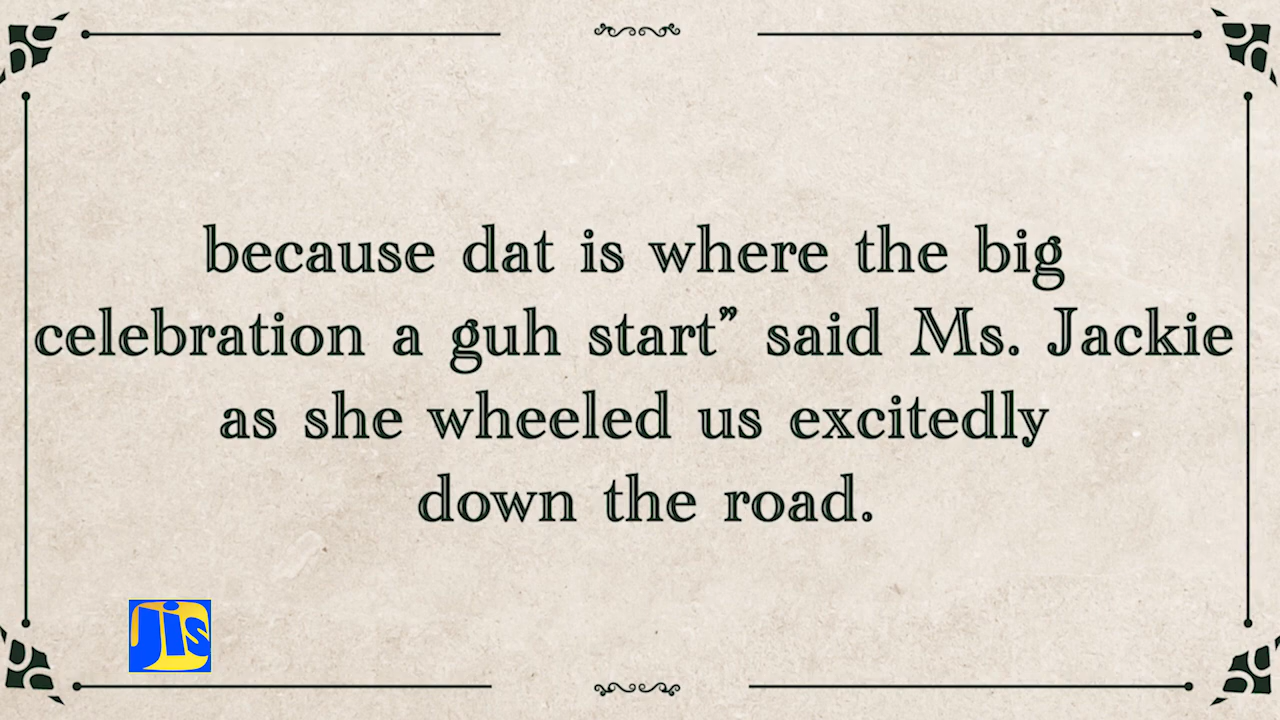 because dat is where the big
celebration a guh start” said Ms. Jackie
as she wheeled us excitedly
down the road.
jis